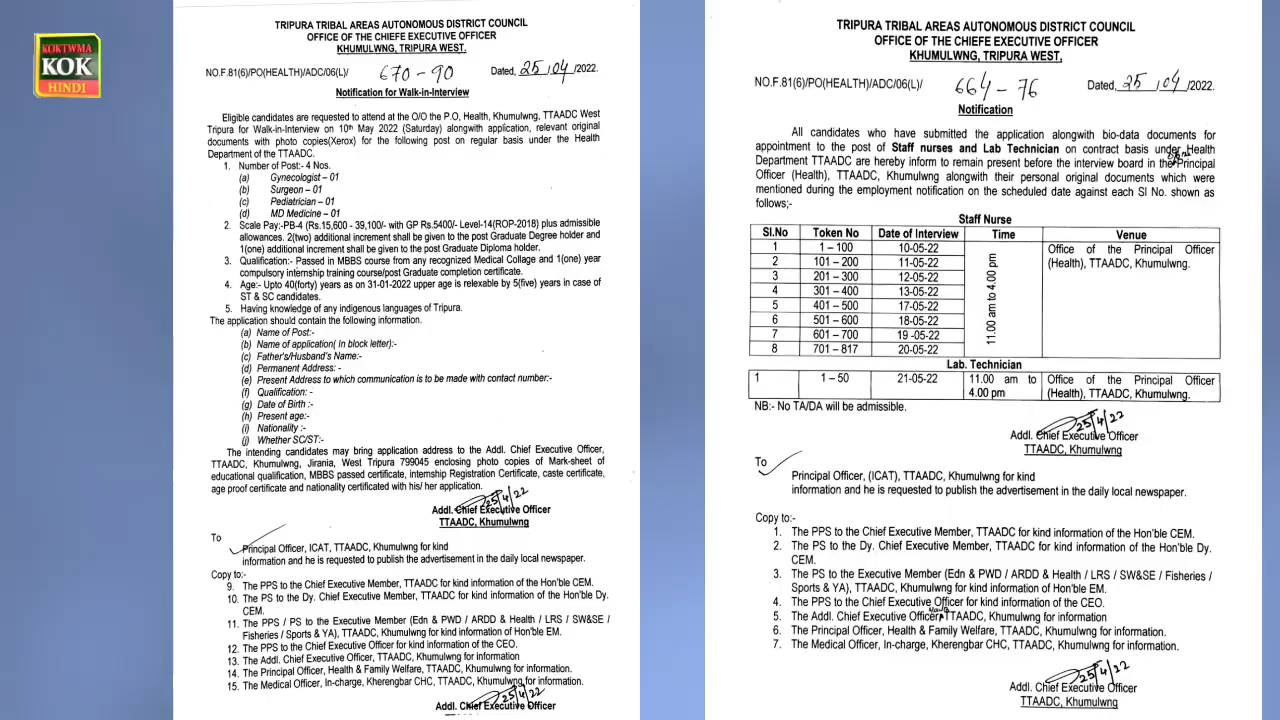 KOKTWMA
KOK
HINDI
TRIPURA TRIBAL AREAS AUTONOMOUS DISTRICT COUNCIL
OFFICE OF THE CHIEFE EXECUTIVE OFFICER
KHUMULWNG, TRIPURA WEST.
NO.F.81(6)/PO(HEALTH)/ADC/06(L)/ 670-90 Dated, 25/04/2022.
Notification for Walk-in-Interview
Eligible candidates are requested to attend at the O/O the P.O, Health, Khumulwng, TTAADC West
Tripura for Walk-in-Interview on 10th May 2022 (Saturday) alongwith application, relevant original
documents with photo copies(Xerox) for the following post on regular basis under the Health
Department of the TTAADC.
1. Number of Post:- 4 Nos.
(a) Gynecologist – 01
(b) Surgeon – 01
(c) Pediatrician – 01
(d) MD Medicine – 01
2. Scale Pay:-PB-4 (Rs.15,600 - 39,100/- with GP Rs.5400/- Level-14(ROP-2018) plus admissible
allowances. 2(two) additional increment shall be given to the post Graduate Degree holder and
1(one) additional increment shall be given to the post Graduate Diploma holder.
3. Qualification:- Passed in MBBS course from any recognized Medical Collage and 1(one) year
compulsory internship training course/post Graduate completion certificate.
4. Age:- Upto 40(forty) years as on 31-01-2022 upper age is relexable by 5(five) years in case of
ST & SC candidates.
5. Having knowledge of any indigenous languages of Tripura.
The application should contain the following information.
(a) Name of Post:-
(b) Name of application( In block letter):-
(c) Father's/Husband's Name:-
(d) Permanent Address: -
(e) Present Address to which communication is to be made with contact number:-
(f) Qualification: -
(g) Date of Birth :-
(h) Present age:-
(i) Nationality :-
(j) Whether SC/ST:-
The intending candidates may bring application address to the Addl. Chief Executive Officer,
TTAADC, Khumulwng, Jirania, West Tripura 799045 enclosing photo copies of Mark-sheet of
educational qualification, MBBS passed certificate, internship Registration Certificate, caste certificate,
age proof certificate and nationality certificated with his/ her application.
25/4/22
Addl. Chief Executive Officer
TTAADC, Khumulwng
To
Principal Officer, ICAT, TTAADC, Khumulwng for kind
information and he is requested to publish the advertisement in the daily local newspaper.
Copy to:-
9. The PPS to the Chief Executive Member, TTAADC for kind information of the Hon'ble CEM.
10. The PS to the Dy. Chief Executive Member, TTAADC for kind information of the Hon'ble Dy.
CEM.
11. The PPS / PS to the Executive Member (Edn & PWD / ARDD & Health / LRS / SW&SE /
Fisheries / Sports & YA), TTAADC, Khumulwng for kind information of Hon'ble EM.
12. The PPS to the Chief Executive Officer for kind information of the CEO.
13. The Addl. Chief Executive Officer, TTAADC, Khumulwng for information
14. The Principal Officer, Health & Family Welfare, TTAADC, Khumulwng for information.
15. The Medical Officer, In-charge, Kherengbar CHC, TTAADC, Khumulwng for information.
25/4/22
Addl. Chief Executive Officer
TRIPURA TRIBAL AREAS AUTONOMOUS DISTRICT COUNCIL
OFFICE OF THE CHIEFE EXECUTIVE OFFICER
KHUMULWNG, TRIPURA WEST,
NO.F.81(6)/PO(HEALTH)/ADC/06(L)/ 664-76 Dated, 25/04/2022.
Notification
All candidates who have submitted the application alongwith bio-data documents for
appointment to the post of Staff nurses and Lab Technician on contract basis under Health
Department TTAADC are hereby inform to remain present before the interview board in the Principal
Officer (Health), TTAADC, Khumulwng alongwith their personal original documents which were
mentioned during the employment notification on the scheduled date against each Sl No. shown as
follows;-
Staff Nurse
Sl.No Token No Date of Interview Time Venue
1 1 – 100 10-05-22 11.00 am to 4.00 pm Office of the Principal Officer
2 101 – 200 11-05-22 (Health), TTAADC, Khumulwng.
3 201 – 300 12-05-22
4 301 – 400 13-05-22
5 401 – 500 17-05-22
6 501 – 600 18-05-22
7 601 – 700 19 -05-22
8 701 - 817 20-05-22
Lab. Technician
1 1 – 50 21-05-22 11.00 am to Office of the Principal Officer
4.00 pm (Health), TTAADC, Khumulwng.
NB:- No TA/DA will be admissible.
25/4/22
Addl. Chief Executive Officer
TTAADC, Khumulwng
To
Principal Officer, (ICAT), TTAADC, Khumulwng for kind
information and he is requested to publish the advertisement in the daily local newspaper.
Copy to:-
1. The PPS to the Chief Executive Member, TTAADC for kind information of the Hon'ble CEM.
2. The PS to the Dy. Chief Executive Member, TTAADC for kind information of the Hon'ble Dy.
CEM.
3. The PS to the Executive Member (Edn & PWD / ARDD & Health / LRS / SW&SE / Fisheries /
Sports & YA), TTAADC, Khumulwng for kind information of Hon'ble EM.
4. The PPS to the Chief Executive Officer for kind information of the CEO.
5. The Addl. Chief Executive Officer, TTAADC, Khumulwng for information
6. The Principal Officer, Health & Family Welfare, TTAADC, Khumulwng for information.
7. The Medical Officer, In-charge, Kherengbar CHC, TTAADC, Khumulwng for information.
25/4/22
Addl. Chief Executive Officer
TTAADC, Khumulwng